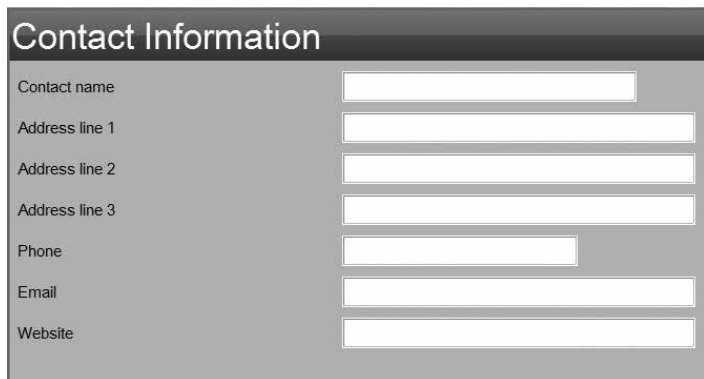 Contact Information
Contact name
Address line 1
Address line 2
Address line 3
Phone
Email
Website